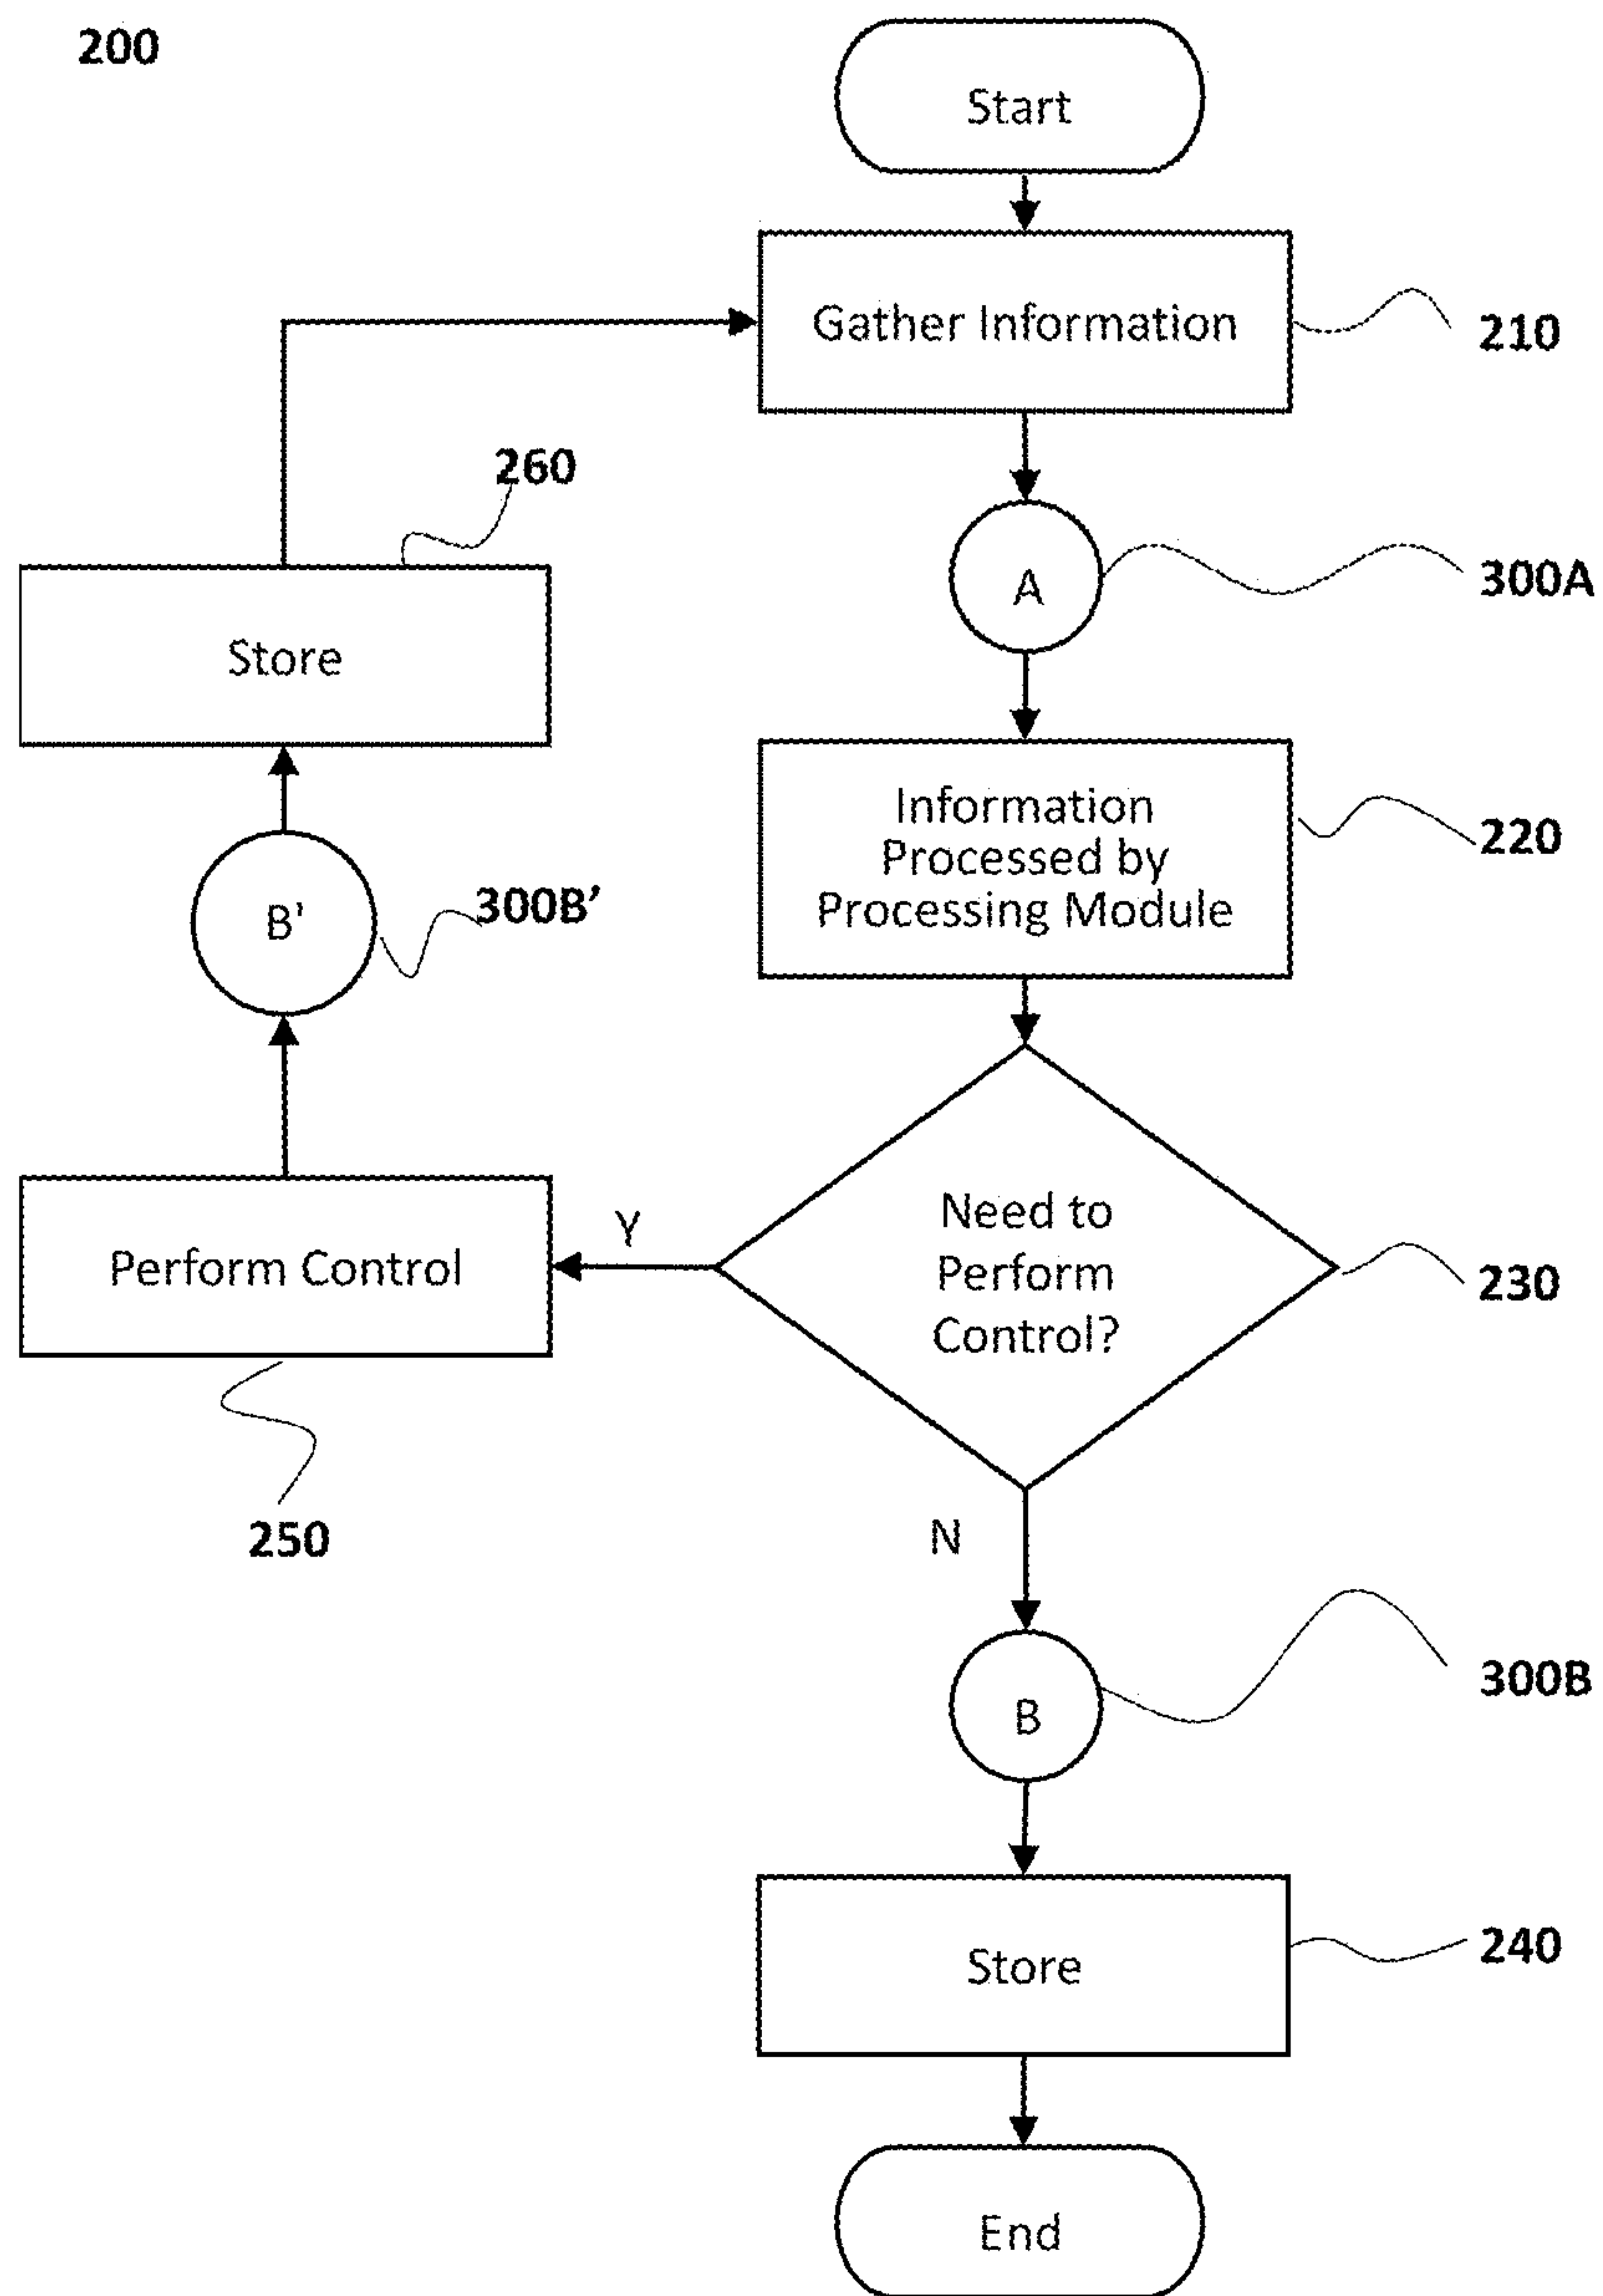 200
Start
Gather Information
210
260
A
300A
Store
Information
Processed by
Processing Module
220
B'
300B'
Need to
Perform
Control?
230
Y
Perform Control
250
N
B
300B
Store
240
End